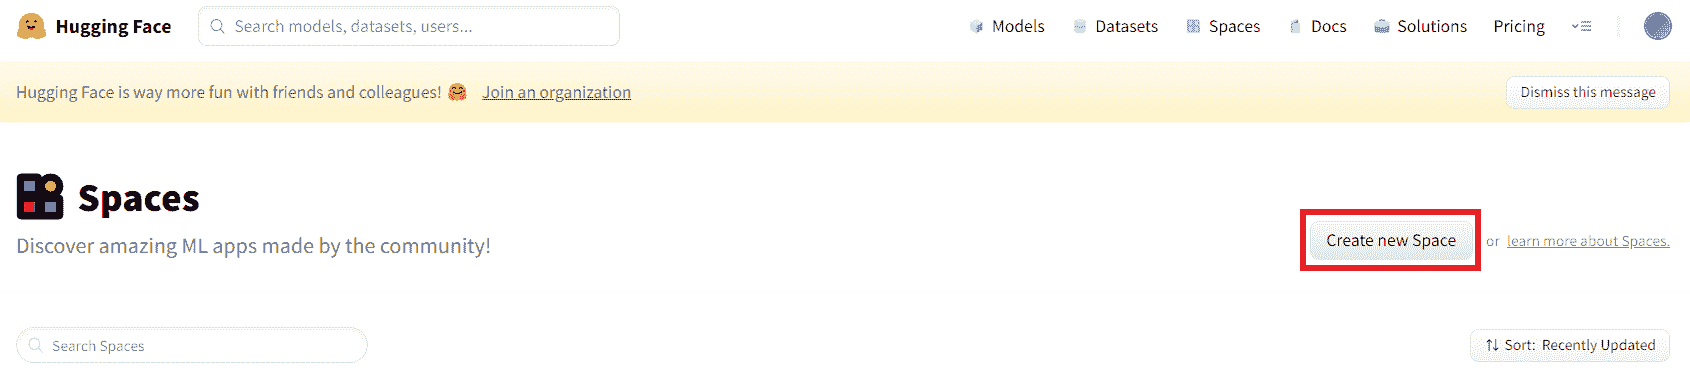 Hugging Face
Search models, datasets, users...
Models
Datasets
Spaces
Docs
Solutions
Pricing
Hugging Face is way more fun with friends and colleagues! 🤗 Join an organization
Dismiss this message
Spaces
Discover amazing ML apps made by the community!
Create new Space or learn more about Spaces.
Search Spaces
Sort: Recently Updated